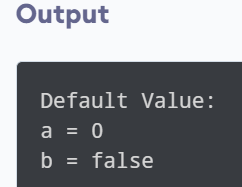 Output
Default Value:
a = 0
b = false